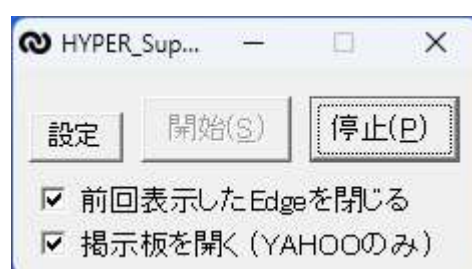 HYPER_Sup...
設定 開始(S) 停止(P)
前回表示したEdgeを閉じる
掲示板を開く(YAHOOのみ)